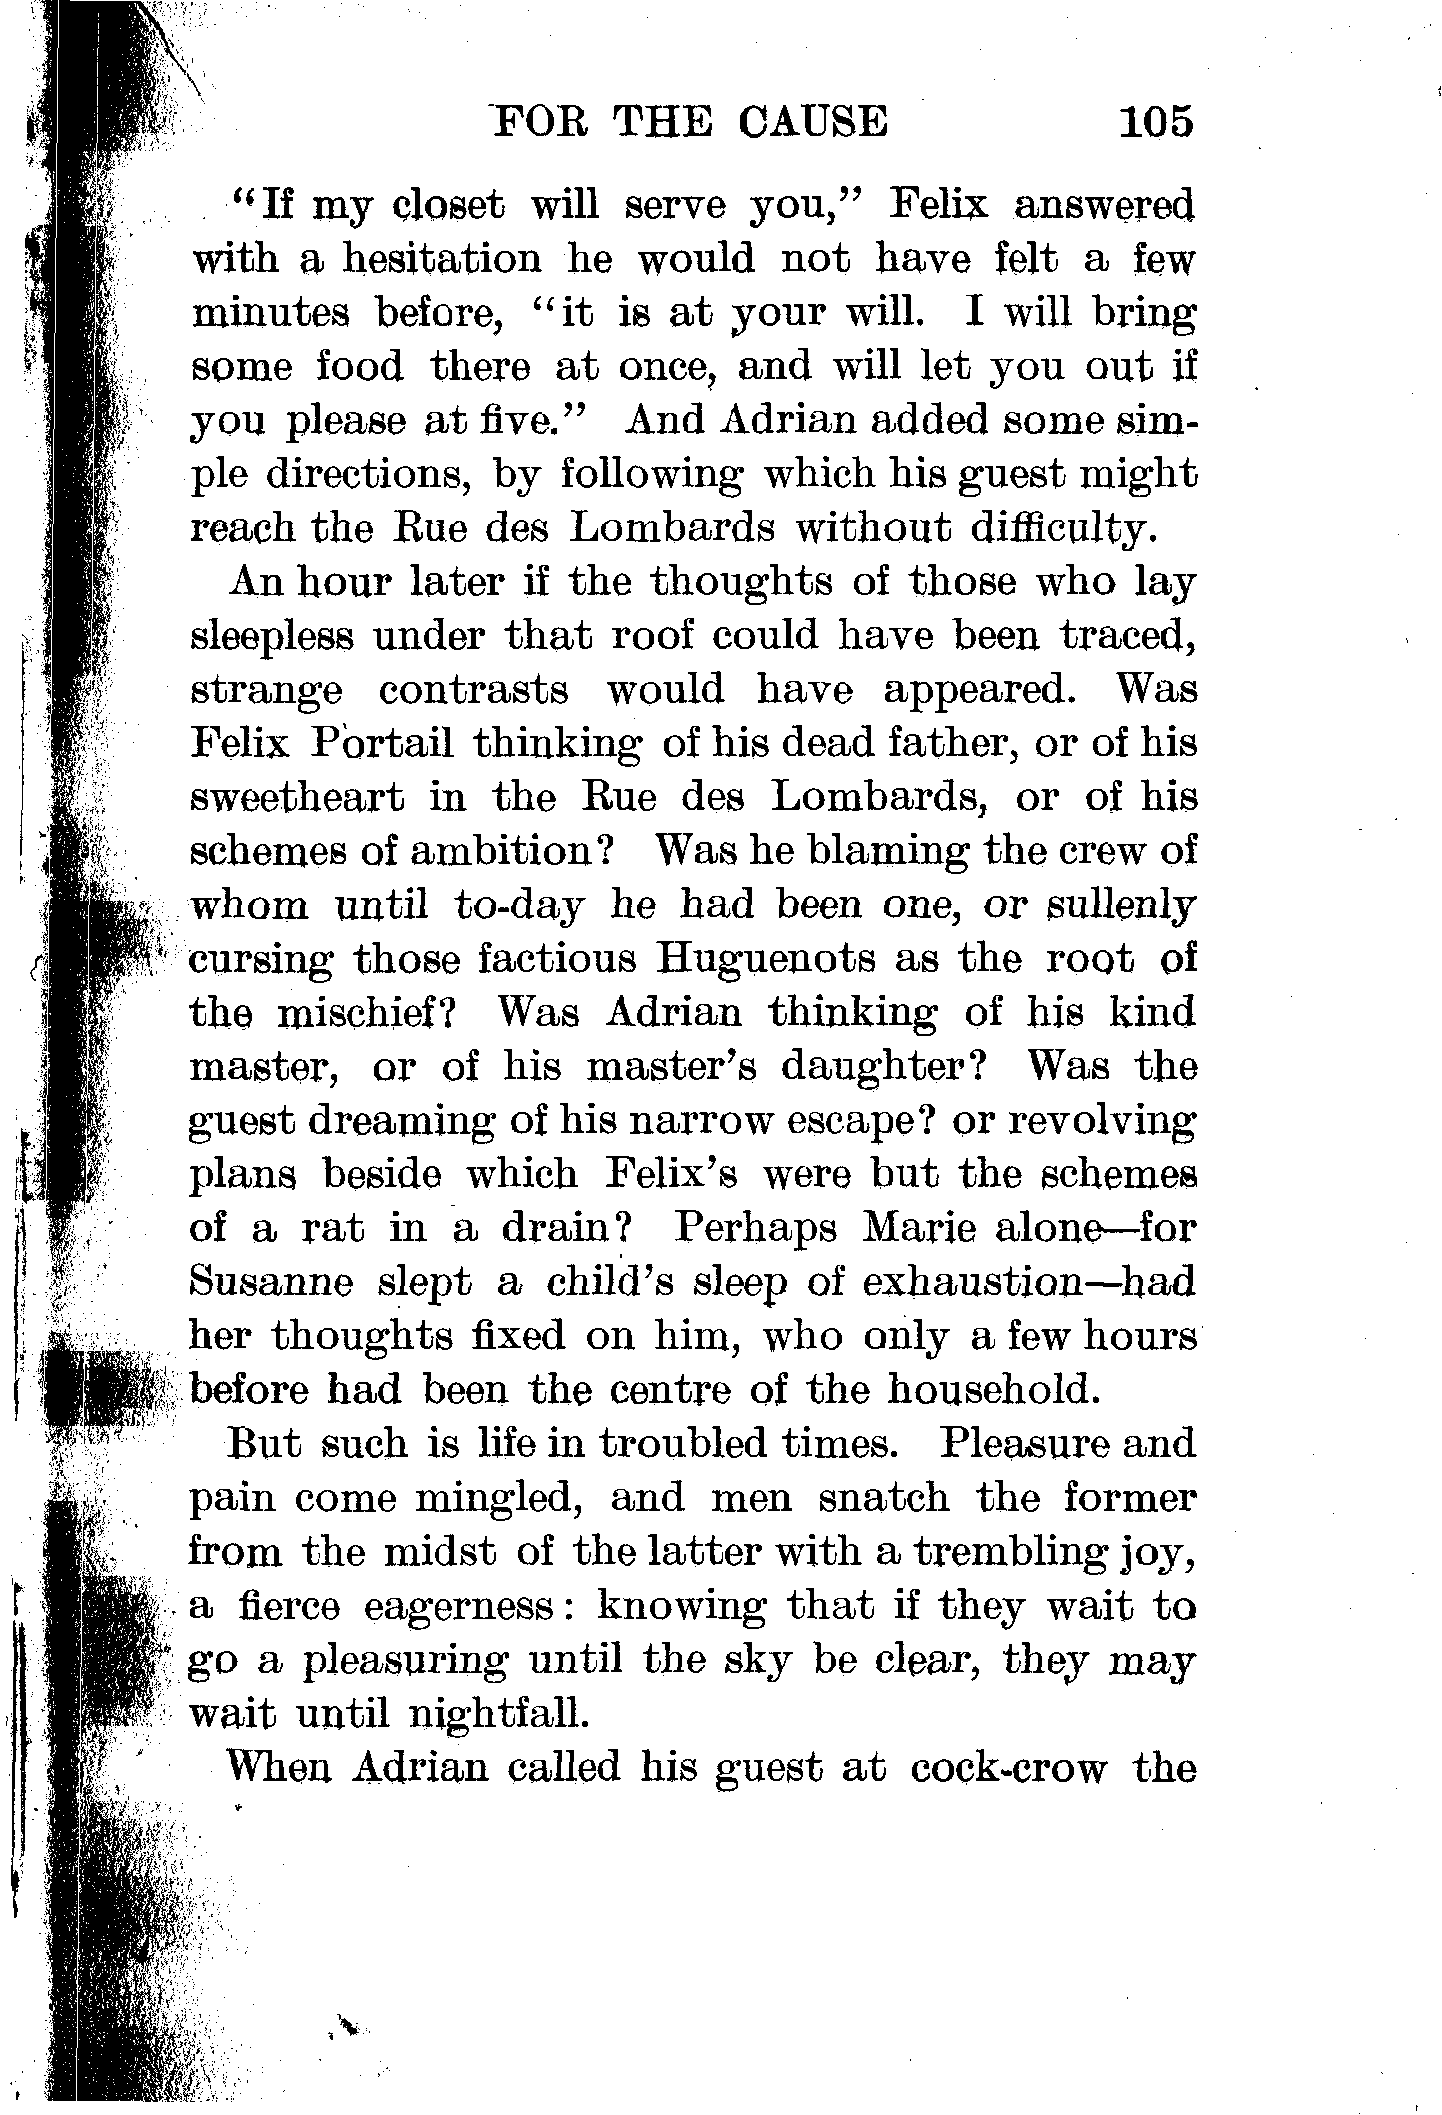 FOR THE CAUSE 105
“If my closet will serve you,” Felix answered
with a hesitation he would not have felt a few
minutes before, “it is at your will. I will bring
some food there at once, and will let you out if
you please at five.” And Adrian added some sim-
ple directions, by following which his guest might
reach the Rue des Lombards without difficulty.
An hour later if the thoughts of those who lay
sleepless under that roof could have been traced,
strange contrasts would have appeared. Was
Felix Portail thinking of his dead father, or of his
sweetheart in the Rue des Lombards, or of his
schemes of ambition? Was he blaming the crew of
whom until to-day he had been one, or sullenly
cursing those factious Huguenots as the root of
the mischief? Was Adrian thinking of his kind
master, or of his master’s daughter? Was the
guest dreaming of his narrow escape? or revolving
plans beside which Felix’s were but the schemes
of a rat in a drain? Perhaps Marie alone—for
Susanne slept a child’s sleep of exhaustion—had
her thoughts fixed on him, who only a few hours
before had been the centre of the household.
But such is life in troubled times. Pleasure and
pain come mingled, and men snatch the former
from the midst of the latter with a trembling joy,
a fierce eagerness: knowing that if they wait to
go a pleasuring until the sky be clear, they may
wait until nightfall.
When Adrian called his guest at cock-crow the